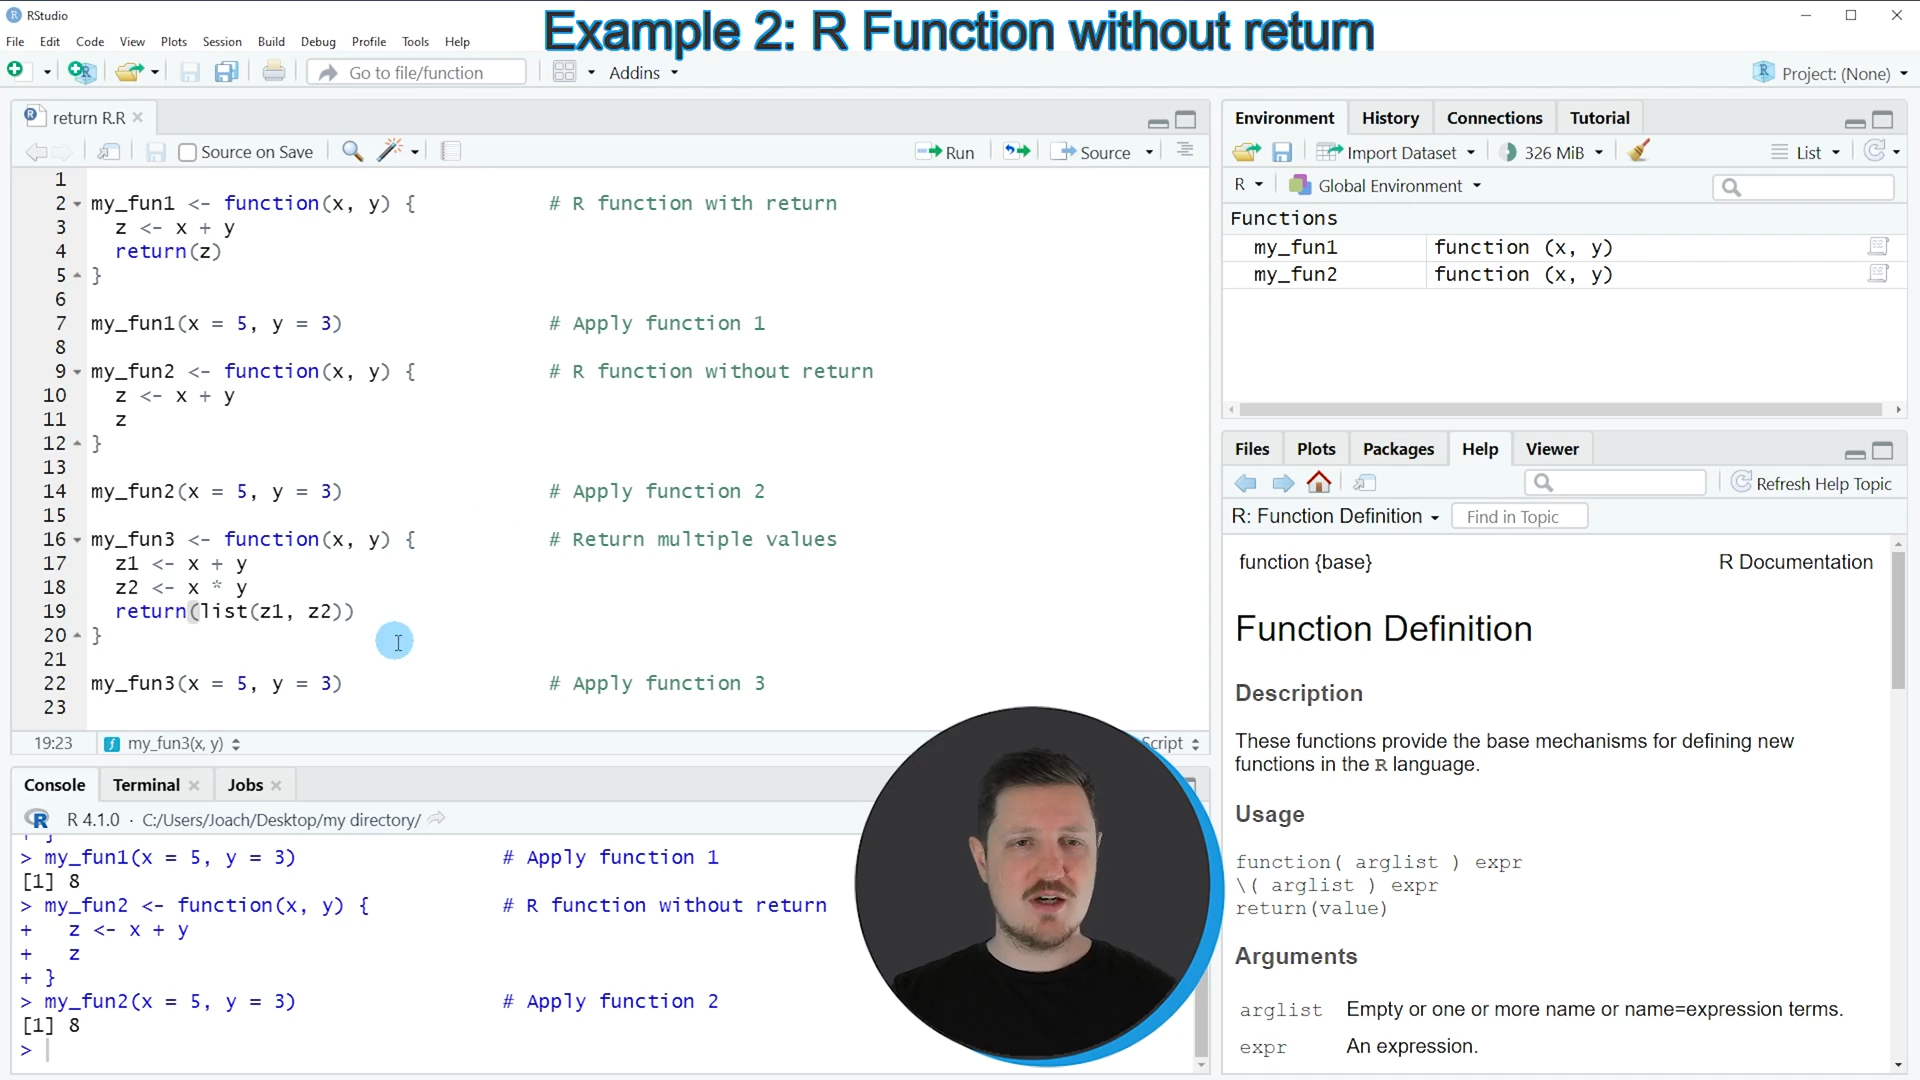 RStudio
Example 2: R Function without return
File Edit Code View Plots Session Build Debug Profile Tools Help
Go to file/function
Addins
Project: (None)
return R.R
Source on Save
Run
Source
1
2 my_fun1 <- function(x, y) { # R function with return
3 z <- x + y
4 return(z)
5 }
6
7 my_fun1(x = 5, y = 3) # Apply function 1
8
9 my_fun2 <- function(x, y) { # R function without return
10 z <- x + y
11 z
12 }
13
14 my_fun2(x = 5, y = 3) # Apply function 2
15
16 my_fun3 <- function(x, y) { # Return multiple values
17 z1 <- x + y
18 z2 <- x * y
19 return(list(z1, z2))
20 }
21
22 my_fun3(x = 5, y = 3) # Apply function 3
23
19:23 my_fun3(x, y) Script
Console Terminal Jobs
R 4.1.0 · C:/Users/Joach/Desktop/my directory/
+ }
> my_fun1(x = 5, y = 3) # Apply function 1
[1] 8
> my_fun2 <- function(x, y) { # R function without return
+ z <- x + y
+ z
+ }
> my_fun2(x = 5, y = 3) # Apply function 2
[1] 8
>
Environment History Connections Tutorial
Import Dataset 326 MiB List
R Global Environment
Functions
my_fun1 function (x, y)
my_fun2 function (x, y)
Files Plots Packages Help Viewer
Refresh Help Topic
R: Function Definition Find in Topic
function {base} R Documentation
Function Definition
Description
These functions provide the base mechanisms for defining new
functions in the R language.
Usage
function( arglist ) expr
\( arglist ) expr
return(value)
Arguments
arglist Empty or one or more name or name=expression terms.
expr An expression.